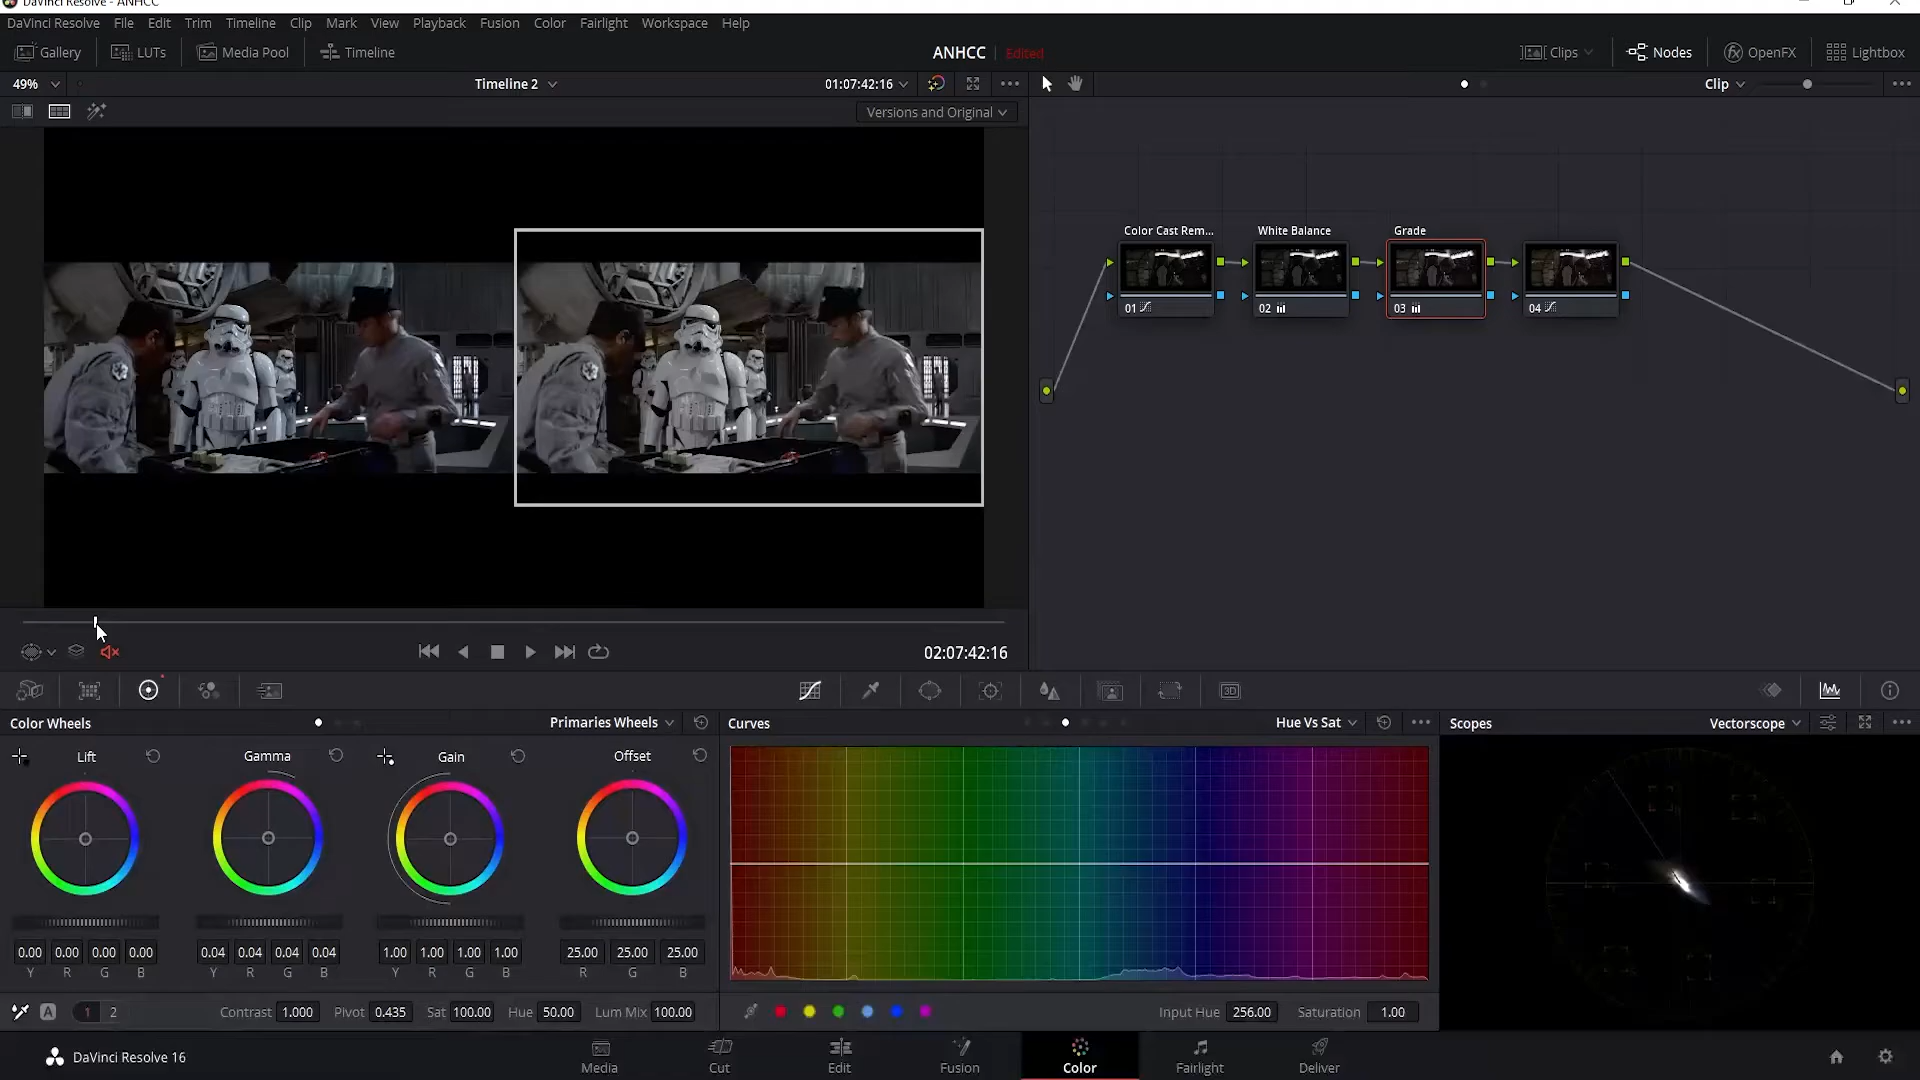 DaVinci Resolve - ANHCC
DaVinci Resolve File Edit Trim Timeline Clip Mark View Playback Fusion Color Fairlight Workspace Help
Gallery LUTs Media Pool Timeline ANHCC Edited Clips Nodes OpenFX Lightbox
49% Timeline 2 01:07:42:16 Clip
Versions and Original
Color Cast Rem... White Balance Grade
01 02 03 04
02:07:42:16
3D
Color Wheels Primaries Wheels Curves Hue Vs Sat Scopes Vectorscope
Lift Gamma Gain Offset
0.00 0.00 0.00 0.00 0.04 0.04 0.04 0.04 1.00 1.00 1.00 1.00 25.00 25.00 25.00
Y R G B Y R G B Y R G B R G B
A 1 2 Contrast 1.000 Pivot 0.435 Sat 100.00 Hue 50.00 Lum Mix 100.00 Input Hue 256.00 Saturation 1.00
DaVinci Resolve 16 Media Cut Edit Fusion Color Fairlight Deliver